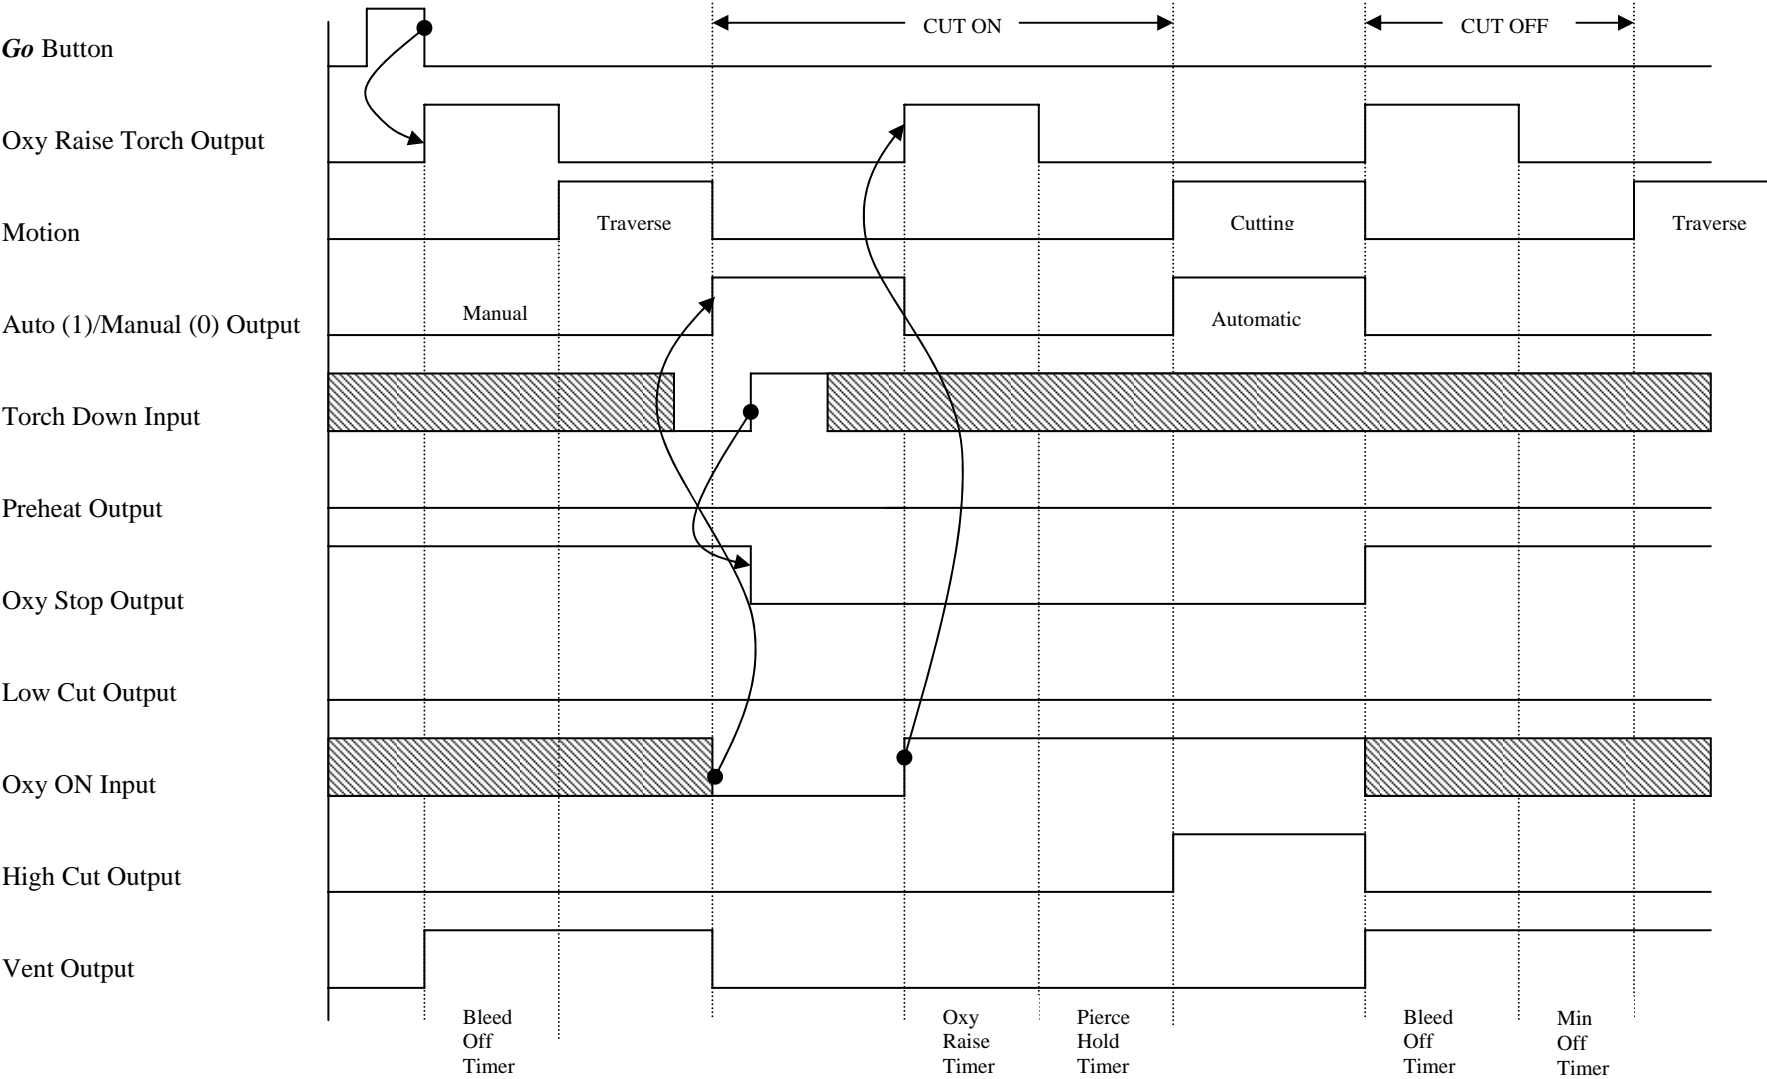 CUT ON
CUT OFF
Go Button
Oxy Raise Torch Output
Motion
Traverse
Cutting
Traverse
Auto (1)/Manual (0) Output
Manual
Automatic
Torch Down Input
Preheat Output
Oxy Stop Output
Low Cut Output
Oxy ON Input
High Cut Output
Vent Output
Bleed
Off
Timer
Oxy
Raise
Timer
Pierce
Hold
Timer
Bleed
Off
Timer
Min
Off
Timer